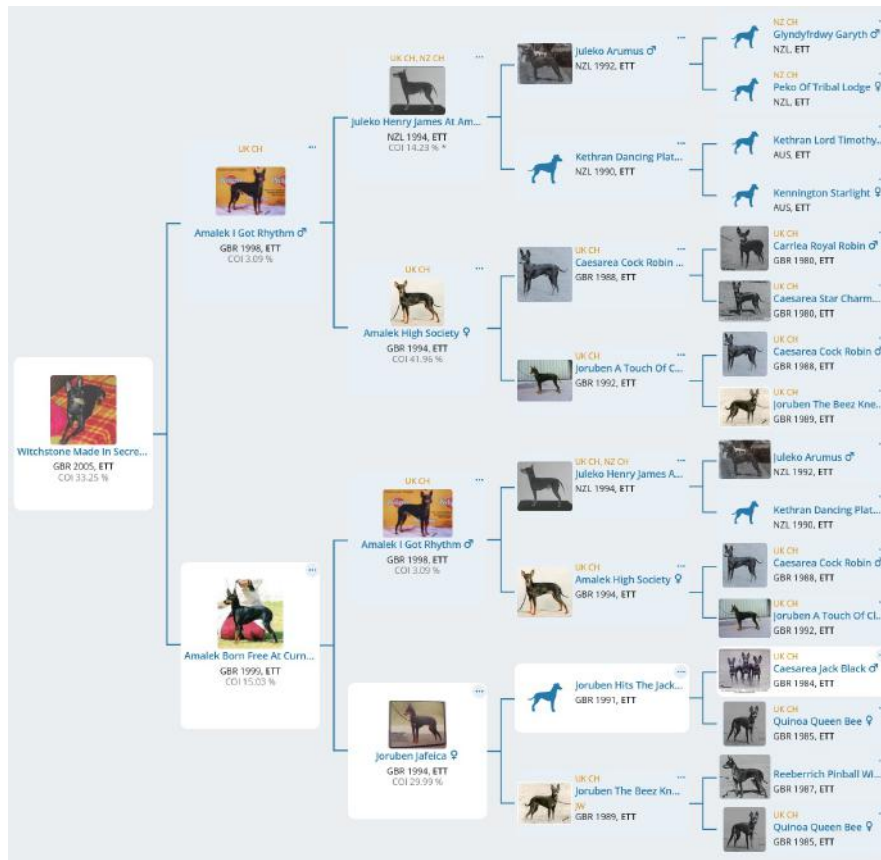 UK CH
Amalek I Got Rhythm ♂
GBR 1998, ETT
COI 3.09 %
Witchstone Made In Secre...
GBR 2005, ETT
COI 33.25 %
Amalek Born Free At Curn...
GBR 1999, ETT
COI 15.03 %
UK CH, NZ CH
Juleko Henry James At Am...
NZL 1994, ETT
COI 14.23 % *
UK CH
Amalek High Society ♀
GBR 1994, ETT
COI 41.96 %
UK CH
Amalek I Got Rhythm ♂
GBR 1998, ETT
COI 3.09 %
Joruben Jafeica ♀
GBR 1994, ETT
COI 29.99 %
Juleko Arumus ♂
NZL 1992, ETT
Kethran Dancing Plat...
NZL 1990, ETT
UK CH
Caesarea Cock Robin ...
GBR 1988, ETT
UK CH
Joruben A Touch Of C...
GBR 1992, ETT
UK CH, NZ CH
Juleko Henry James A...
NZL 1994, ETT
UK CH
Amalek High Society ♀
GBR 1994, ETT
Joruben Hits The Jack...
GBR 1991, ETT
UK CH
Joruben The Beez Kn...
JW
GBR 1989, ETT
NZ CH
Glyndyfrdwy Garyth ♂
NZL, ETT
NZ CH
Peko Of Tribal Lodge ♀
NZL, ETT
Kethran Lord Timothy...
AUS, ETT
Kennington Starlight ♀
AUS, ETT
UK CH
Carrlea Royal Robin ♂
GBR 1980, ETT
UK CH
Caesarea Star Charm...
GBR 1980, ETT
UK CH
Caesarea Cock Robin ♂
GBR 1988, ETT
UK CH
Joruben The Beez Kne...
GBR 1989, ETT
Juleko Arumus ♂
NZL 1992, ETT
Kethran Dancing Plat...
NZL 1990, ETT
UK CH
Caesarea Cock Robin ♂
GBR 1988, ETT
UK CH
Joruben A Touch Of Cl...
GBR 1992, ETT
UK CH
Caesarea Jack Black ♂
GBR 1984, ETT
UK CH
Quinoa Queen Bee ♀
GBR 1985, ETT
Reeberrich Pinball Wi...
GBR 1987, ETT
UK CH
Quinoa Queen Bee ♀
GBR 1985, ETT